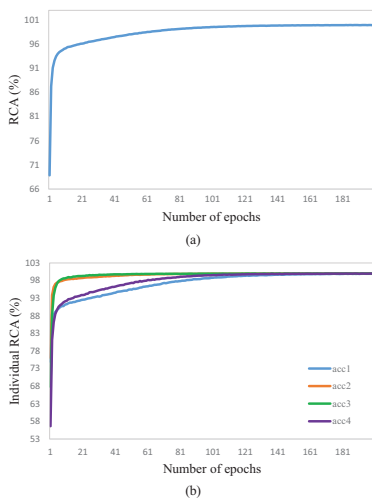 101
96
91
86
81
76
71
66
RCA (%)
1 21 41 61 81 101 121 141 161 181
Number of epochs
(a)
103
98
93
88
83
78
73
68
63
58
53
Individual RCA (%)
acc1
acc2
acc3
acc4
1 21 41 61 81 101 121 141 161 181
Number of epochs
(b)